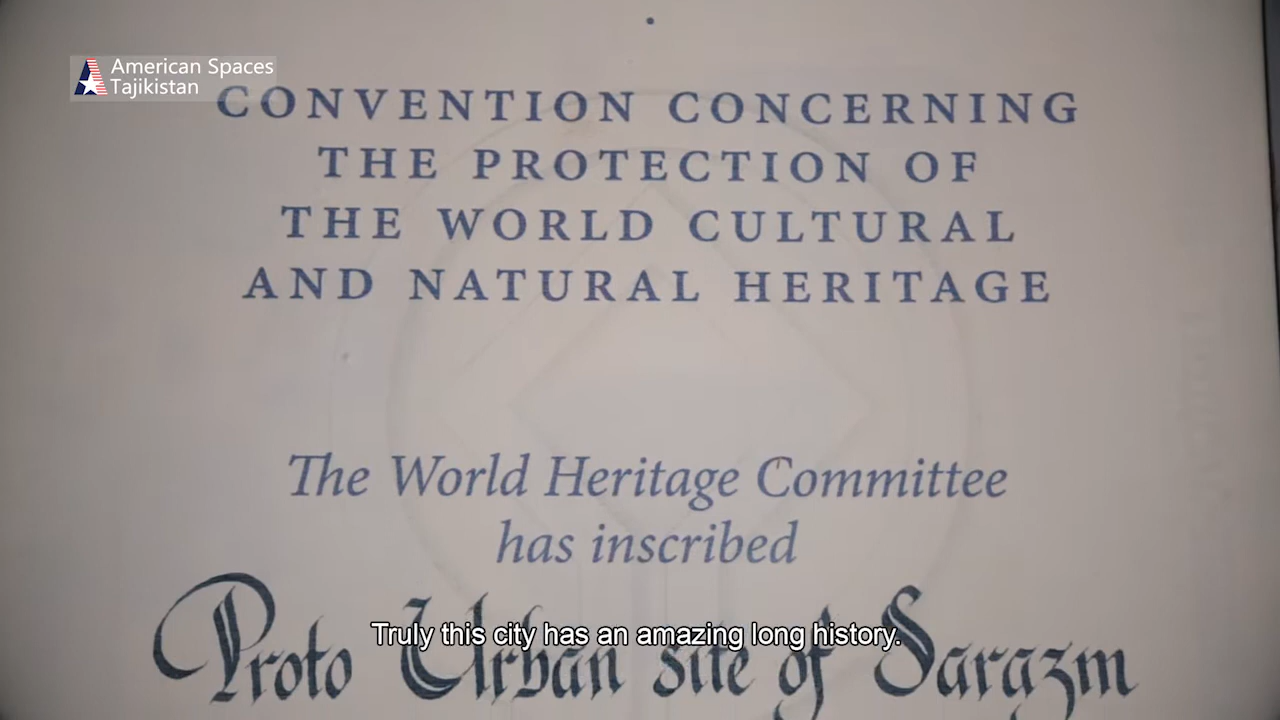 American Spaces
Tajikistan
CONVENTION CONCERNING
THE PROTECTION OF
THE WORLD CULTURAL
AND NATURAL HERITAGE
The World Heritage Committee
has inscribed
Proto Urban site of Sarazm
Truly this city has an amazing long history.